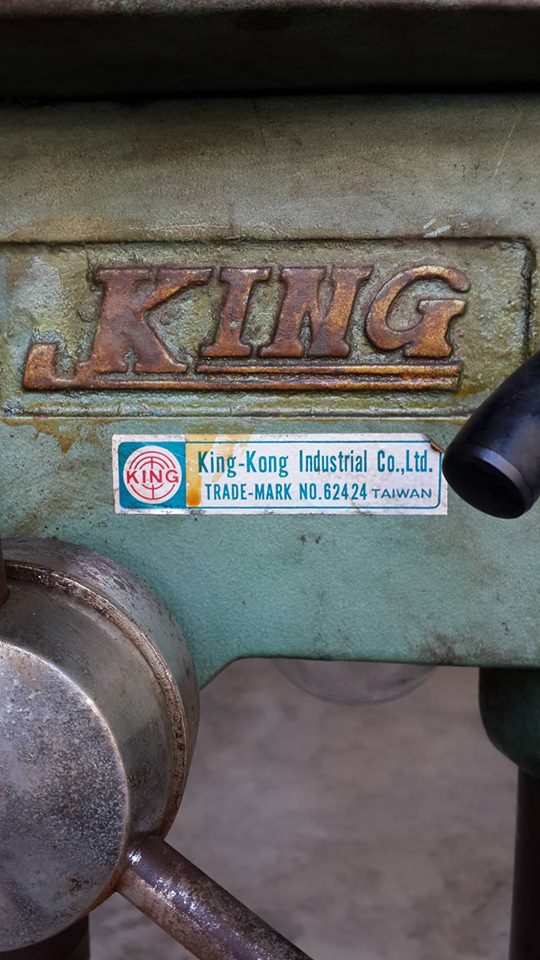 KING
KING
King-Kong Industrial Co.,Ltd.
TRADE-MARK NO.62424 TAIWAN